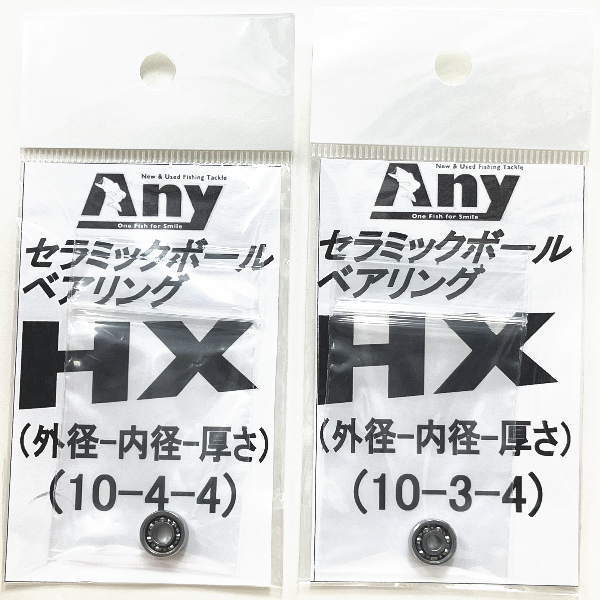 New & Used Fishing Tackle
Any
One Fish for Smile
セラミックボール
ベアリング
HX
(外径-内径-厚さ)
(10-4-4)
New & Used Fishing Tackle
Any
One Fish for Smile
セラミックボール
ベアリング
HX
(外径-内径-厚さ)
(10-3-4)